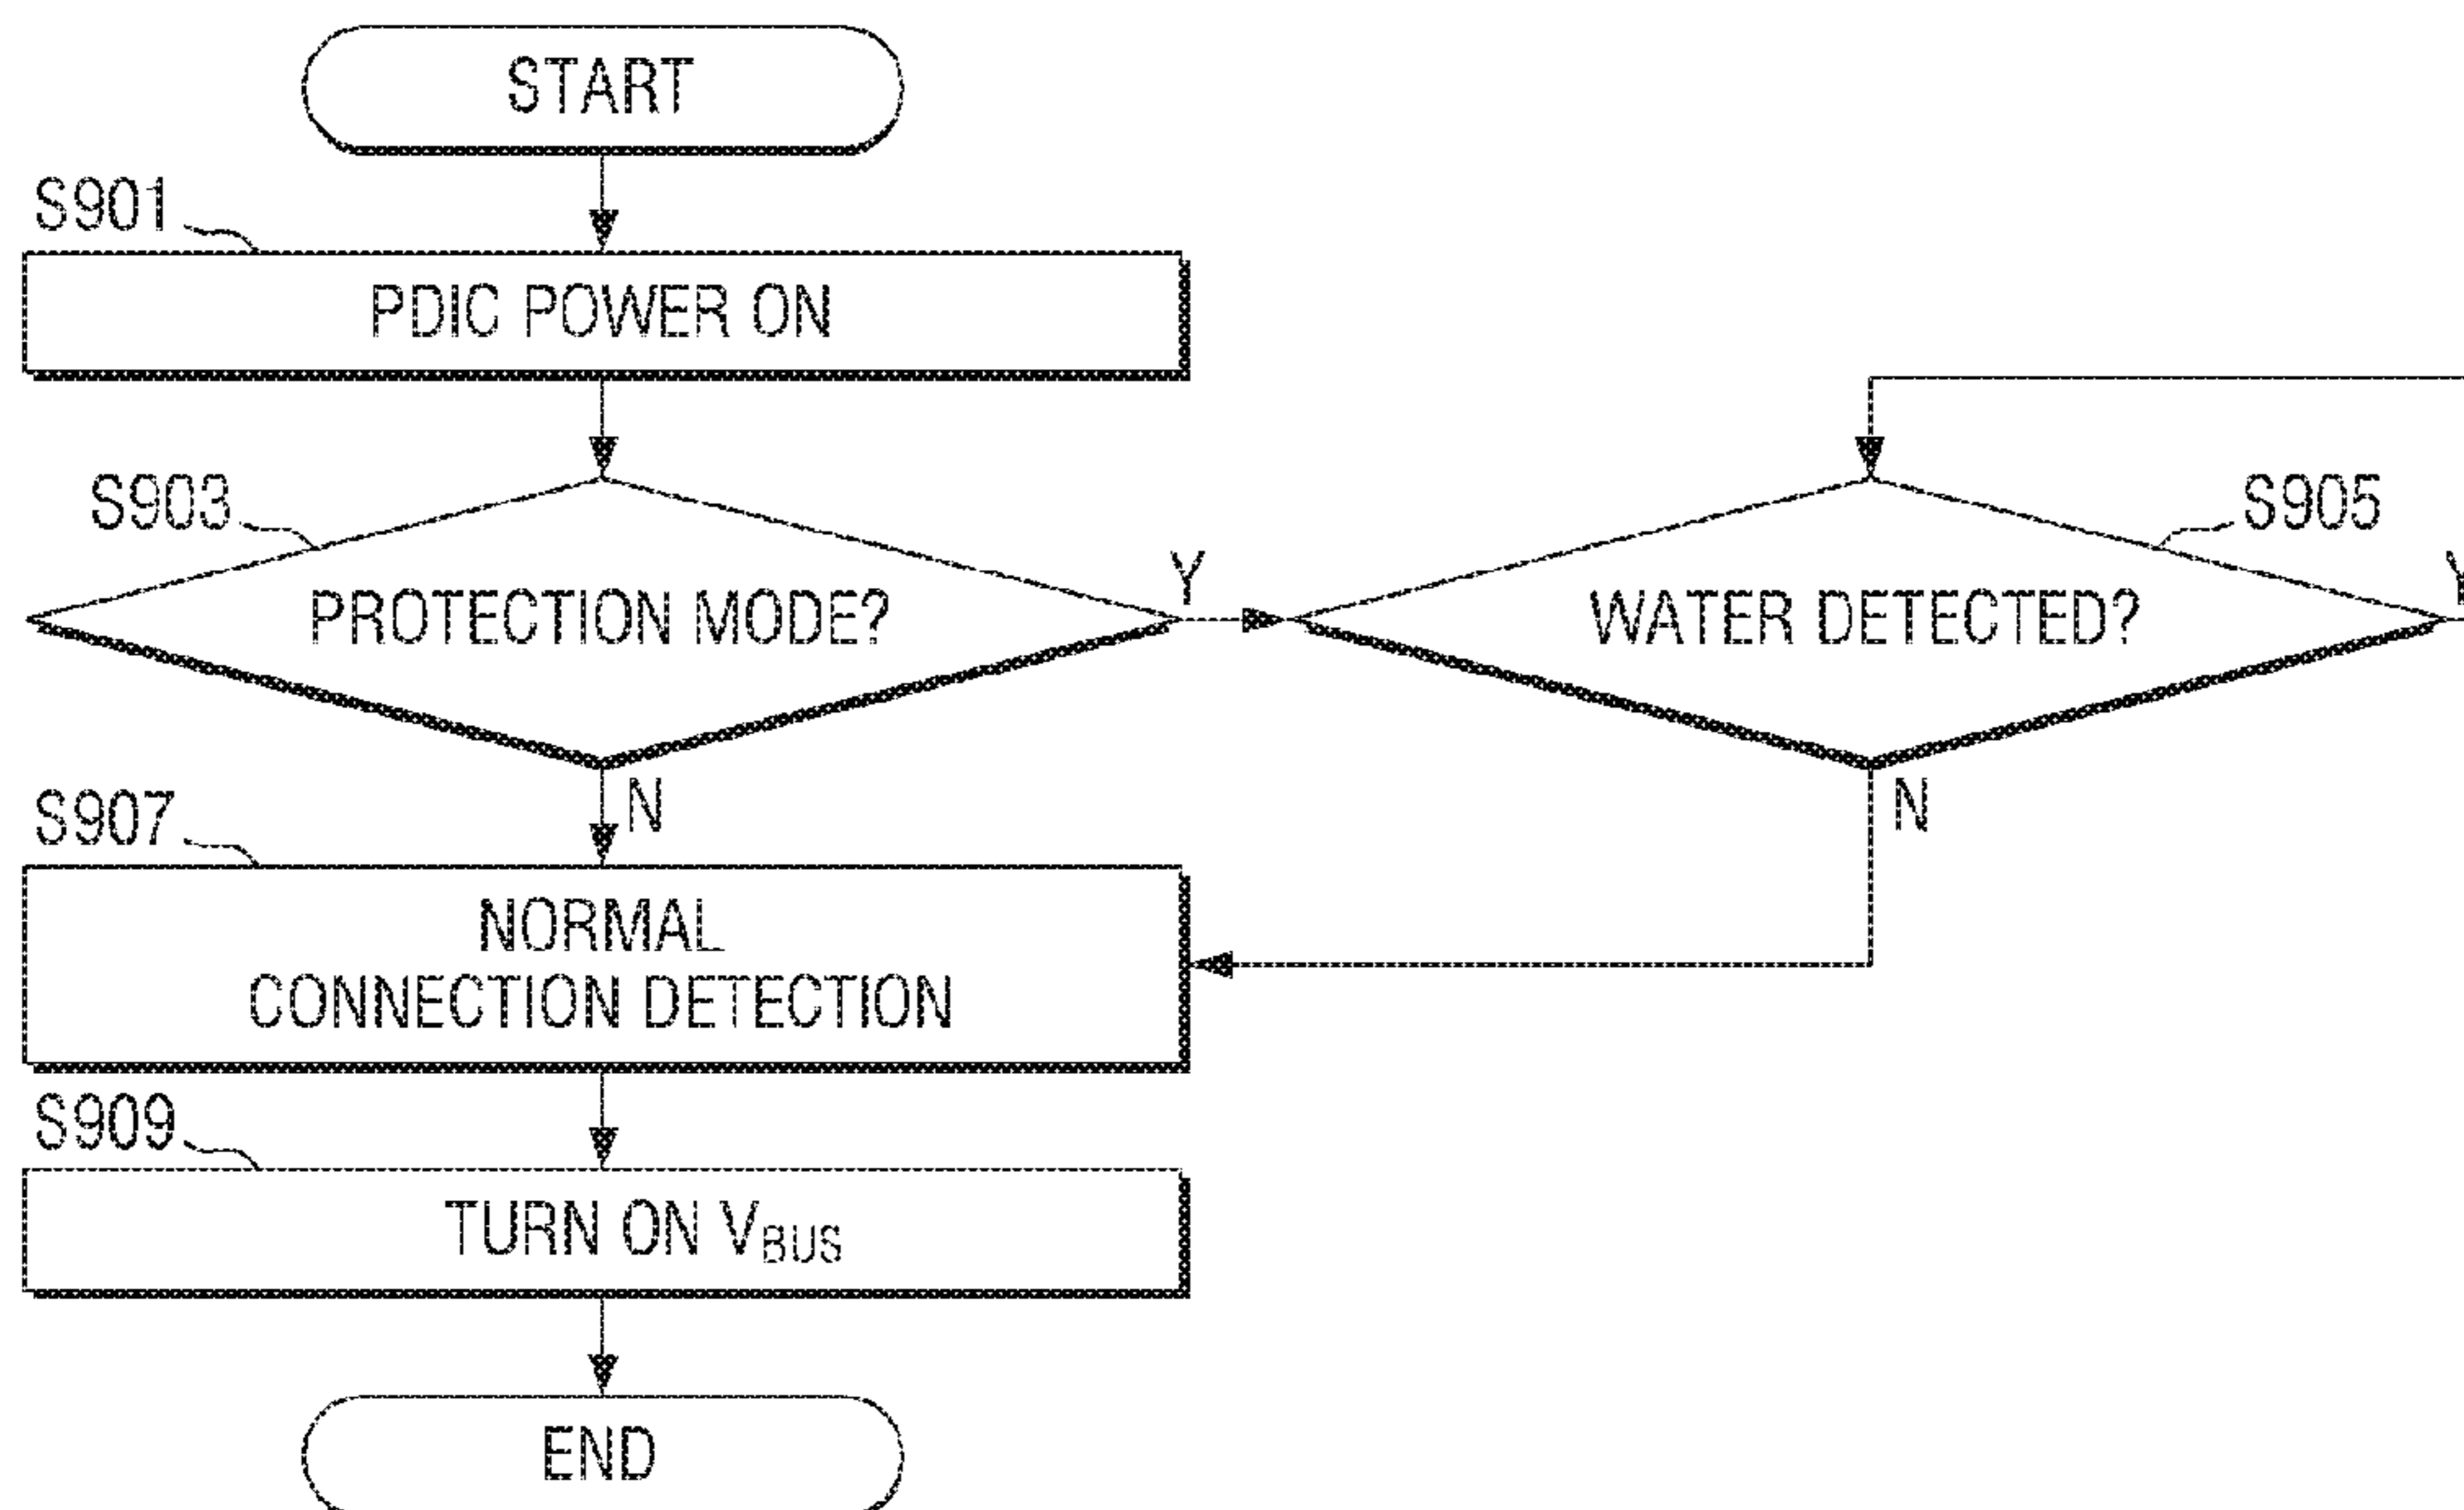 START
S901
PDIC POWER ON
S903
PROTECTION MODE?
Y
N
S905
WATER DETECTED?
Y
N
S907
NORMAL
CONNECTION DETECTION
S909
TURN ON VBUS
END